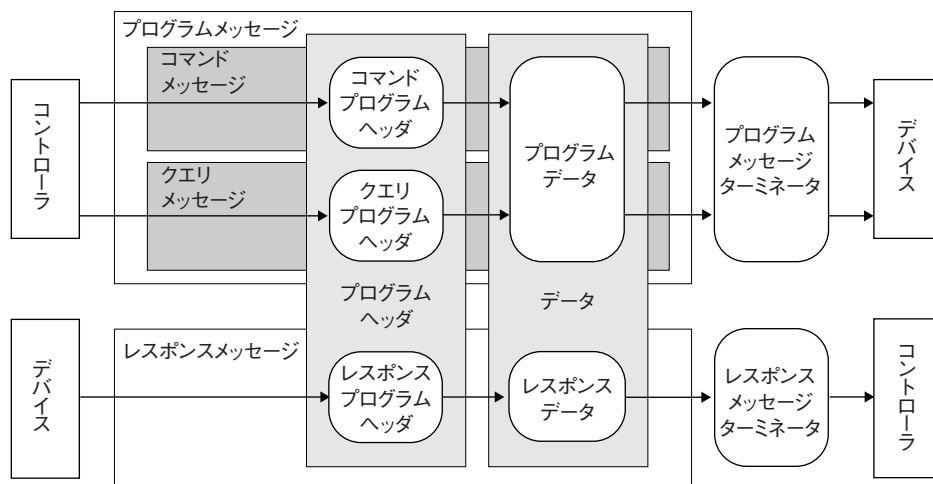 プログラムメッセージ
コマンド
メッセージ
コマンド
プログラム
ヘッダ
コントローラ
プログラム
データ
プログラム
メッセージ
ターミネータ
デバイス
クエリ
メッセージ
クエリ
プログラム
ヘッダ
プログラム
ヘッダ
データ
レスポンスメッセージ
デバイス
レスポンス
プログラム
ヘッダ
レスポンス
データ
レスポンス
メッセージ
ターミネータ
コントローラ